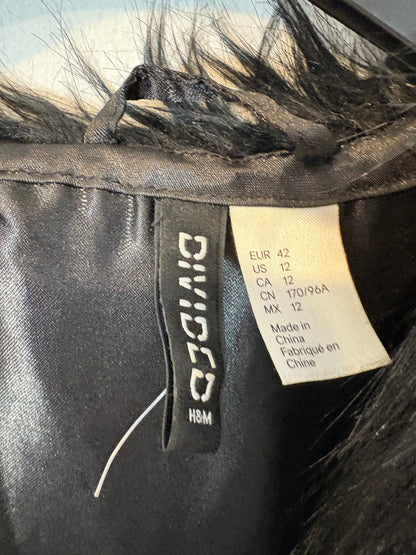 DIVIDED
H&M
EUR 42
US 12
CA 12
CN 170/96A
MX 12
Made in
China
Fabriqué en
Chine